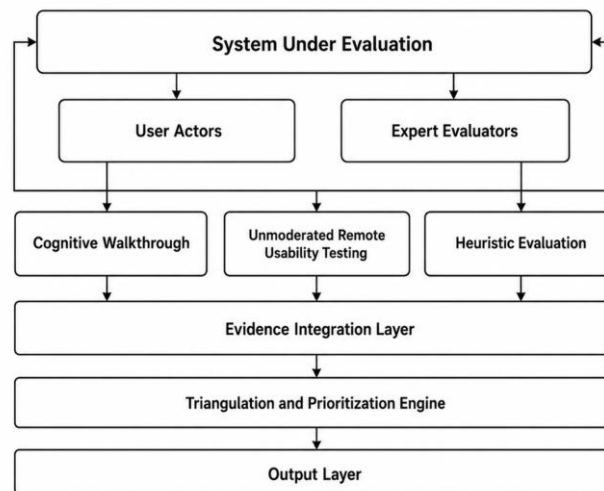 System Under Evaluation
User Actors
Expert Evaluators
Cognitive Walkthrough
Unmoderated Remote
Usability Testing
Heuristic Evaluation
Evidence Integration Layer
Triangulation and Prioritization Engine
Output Layer